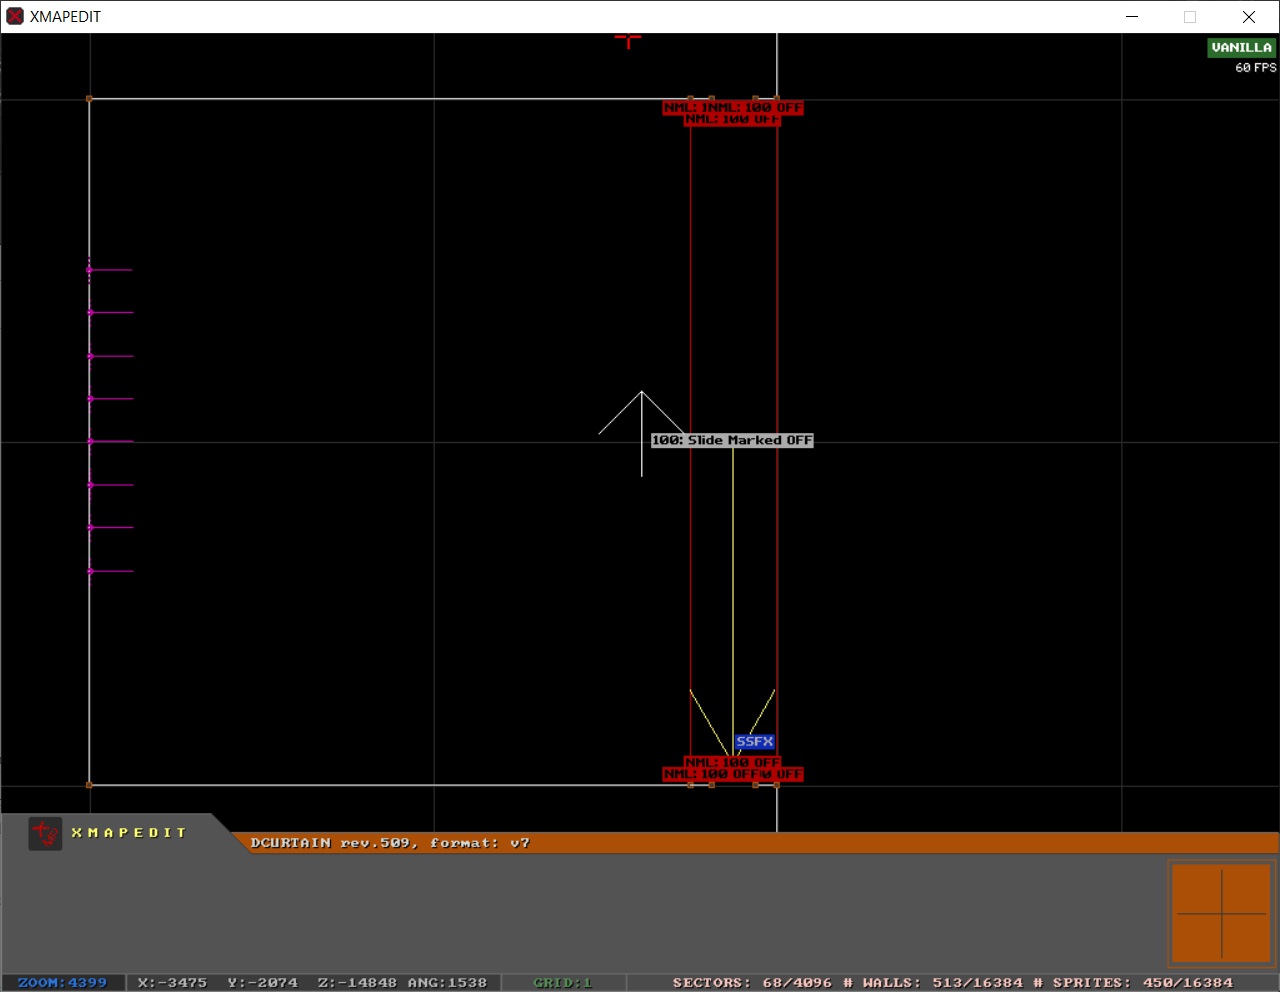 XMAPEDIT
VANILLA
60 FPS
NML: 1NML: 100 OFF
NML: 100 OFF
100: Slide Marked OFF
SSFX
NML: 100 OFF
NML: 100 OFF OFF
XMAPEDIT
DCURTAIN rev.509, format: v7
ZOOM:4399 X:-3475 Y:-2074 Z:-14848 ANG:1538 GRID:1 SECTORS: 68/4096 # WALLS: 513/16384 # SPRITES: 450/16384